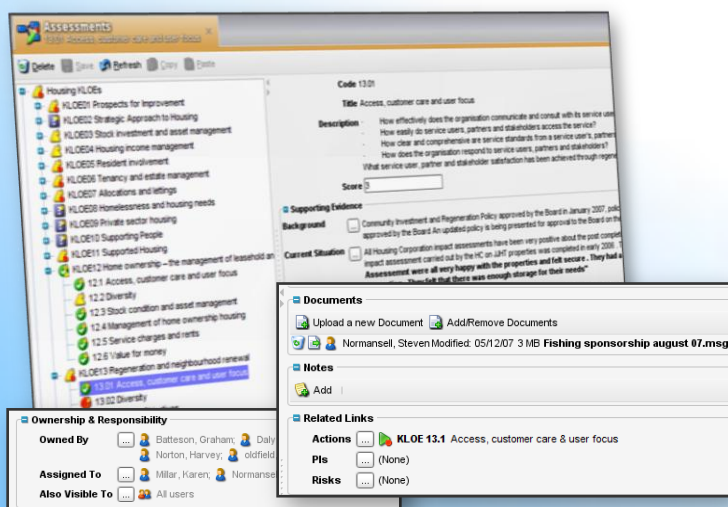 Assessments
13.01 Access, customer care and user focus
Delete Save Refresh Copy Paste
Housing KLOEs
KLOE01 Prospects for Improvement
KLOE02 Strategic Approach to Housing
KLOE03 Stock investment and asset management
KLOE04 Housing income management
KLOE05 Resident involvement
KLOE06 Tenancy and estate management
KLOE07 Allocations and lettings
KLOE08 Homelessness and housing needs
KLOE09 Private sector housing
KLOE10 Supporting People
KLOE11 Supported Housing
KLOE12 Home ownership – the management of leasehold an
12.1 Access, customer care and user focus
12.2 Diversity
12.3 Stock condition and asset management
12.4 Management of home ownership housing
12.5 Service charges and rents
12.6 Value for money
KLOE13 Regeneration and neighbourhood renewal
13.01 Access, customer care and user focus
13.02 Diversity
Code 13.01
Title Access, customer care and user focus
Description - How effectively does the organisation communicate and consult with its service use
- How easily do service users, partners and stakeholders access the service?
- How clear and comprehensive are service standards from a service user's, partners
- How does the organisation respond to service users, partners and stakeholders?
What service user, partner and stakeholder satisfaction has been achieved through regene
Score 3
Supporting Evidence
Background ... Community Investment and Regeneration Policy approved by the Board in January 2007, polic
approved by the Board. An updated policy is being presented for approval to the Board on the
Current Situation ... All Housing Corporation impact assessments have been very positive about the post complet
impact assessment carried out by the HC on JJHT properties was completed in early 2006. T
Assessemnt were all very happy with the properties and felt secure. They had a
They felt that there was enough storage for their needs"
Documents
Upload a new Document Add/Remove Documents
Normansell, Steven Modified: 05/12/07 3 MB Fishing sponsorship august 07.msg
Notes
Add
Related Links
Actions ... KLOE 13.1 Access, customer care & user focus
PIs ... (None)
Risks ... (None)
Ownership & Responsibility
Owned By ... Batteson, Graham; Daly
Norton, Harvey; oldfield
Assigned To ... Millar, Karen; Normansel
Also Visible To ... All users